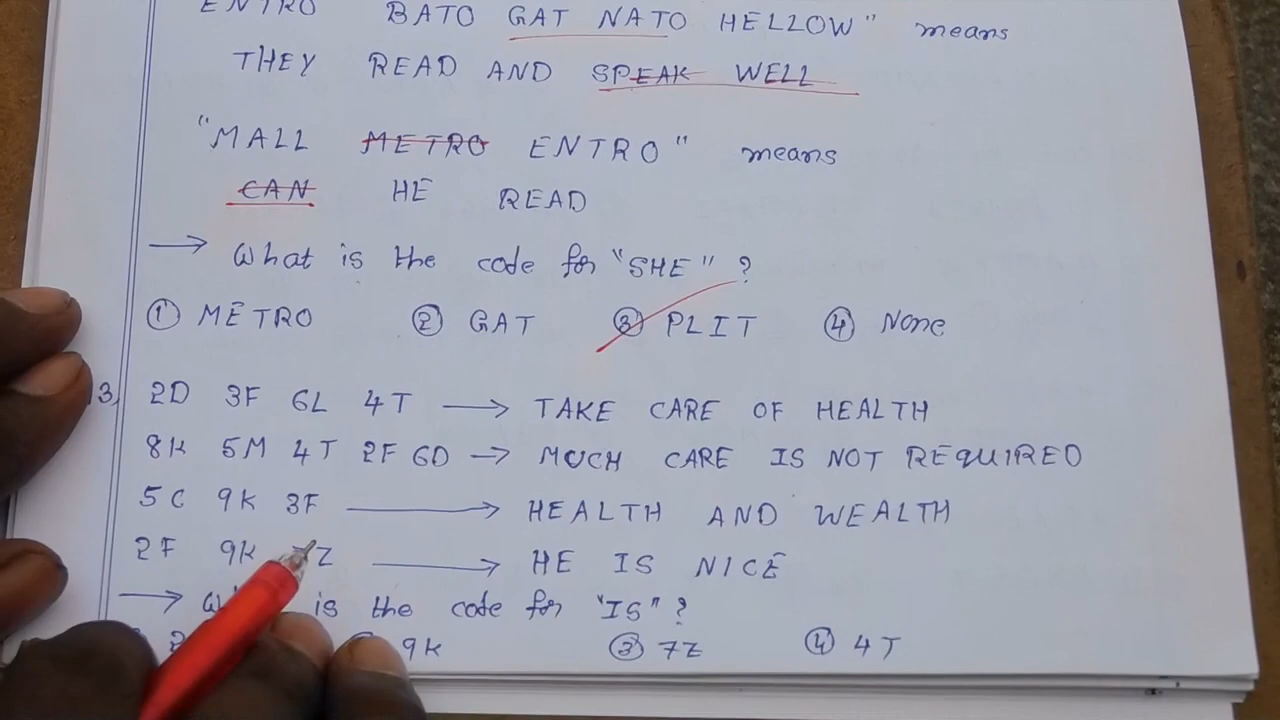 ENTRO BATO GAT NATO HELLOW" means
THEY READ AND SPEAK WELL
"MALL METRO ENTRO" means
CAN HE READ
→ What is the code for "SHE" ?
① METRO ② GAT ③ PLIT ④ None
3, 2D 3F 6L 4T → TAKE CARE OF HEALTH
8K 5M 4T 2F 6D → MUCH CARE IS NOT REQUIRED
5C 9K 3F → HEALTH AND WEALTH
2F 9K 7Z → HE IS NICE
→ is the code for "IS" ?
9K ③ 7Z ④ 4T